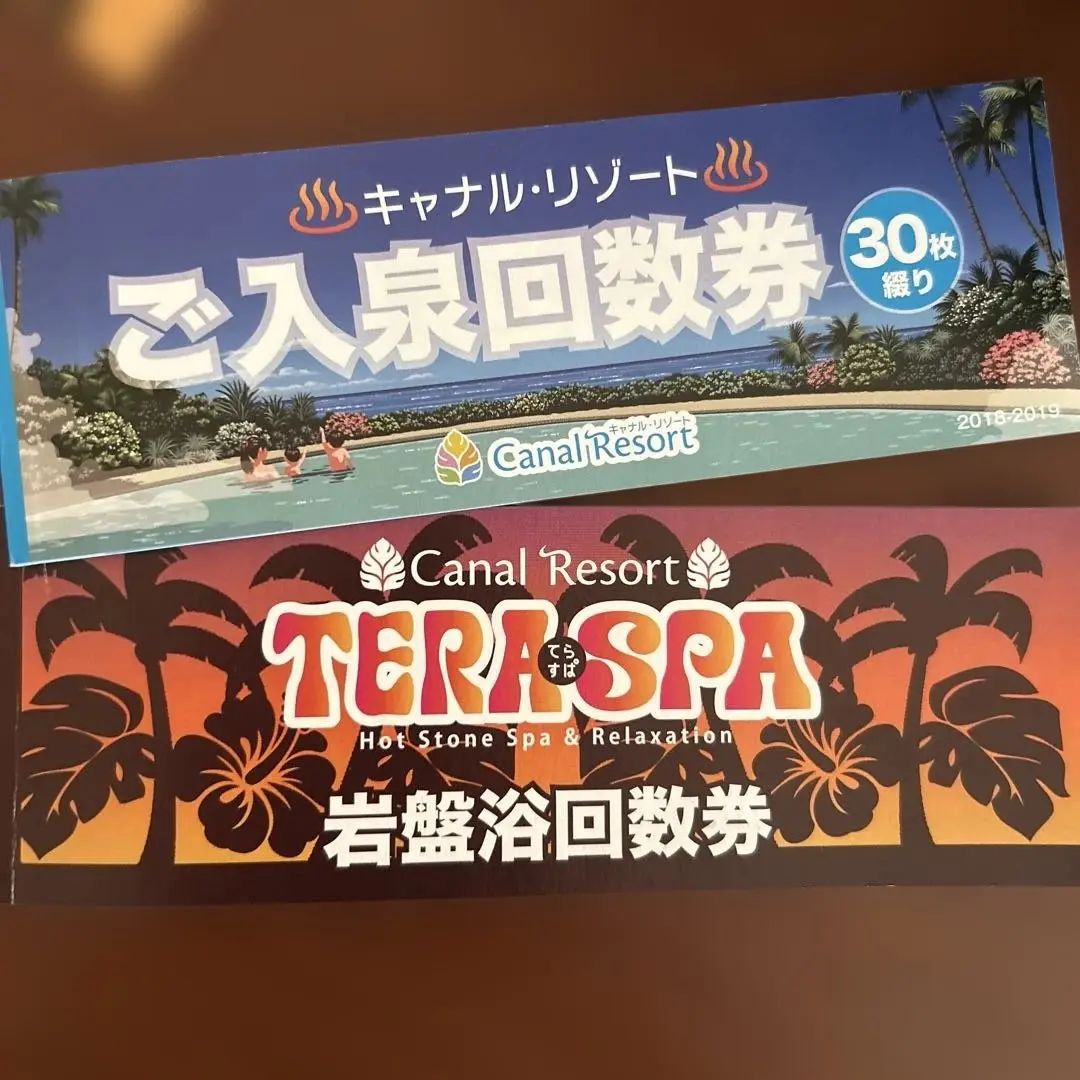 キャナル・リゾート
ご入泉回数券
30枚
綴り
2018-2019
キャナル・リゾート
Canal Resort
Canal Resort
TERA SPA
てら
すぱ
Hot Stone Spa & Relaxation
岩盤浴回数券